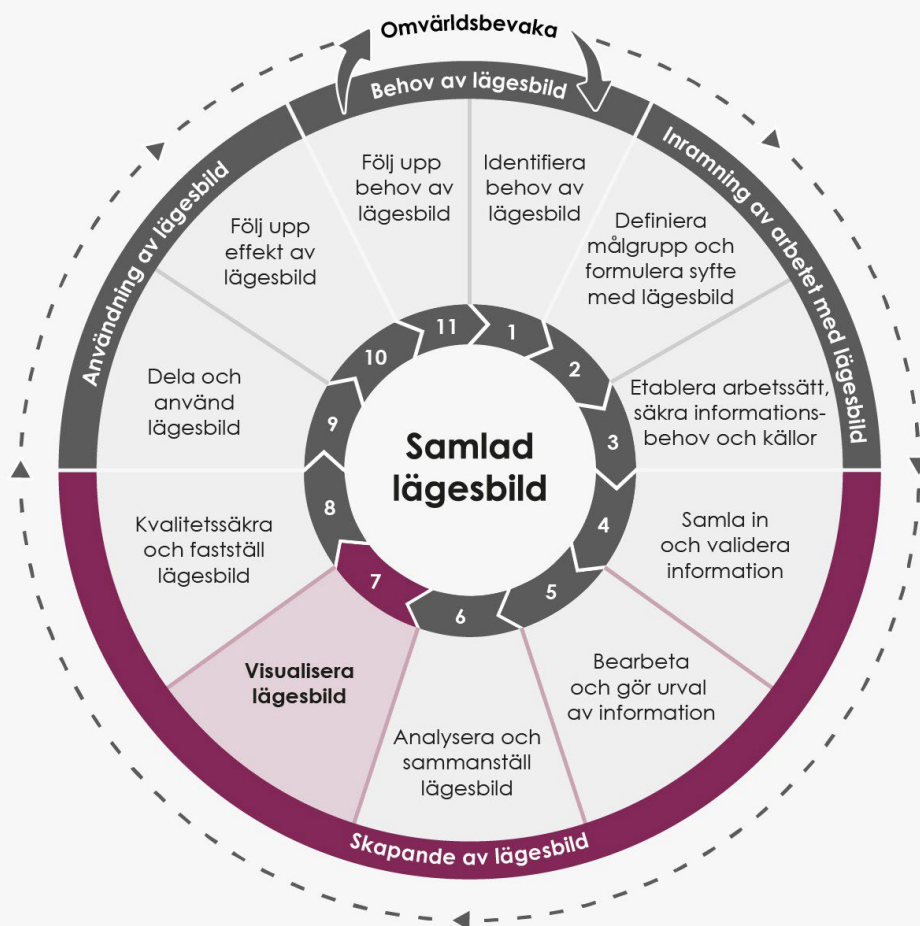 Omvärldsbevaka
Behov av lägesbild
Inramning av arbetet med lägesbild
Skapande av lägesbild
Användning av lägesbild
Identifiera
behov av
lägesbild
Definiera
målgrupp och
formulera syfte
med lägesbild
Etablera arbetssätt,
säkra informations-
behov och källor
Samla in
och validera
information
Bearbeta
och gör urval
av information
Analysera och
sammanställ
lägesbild
Visualisera
lägesbild
Kvalitetssäkra
och fastställ
lägesbild
Dela och
använd
lägesbild
Följ upp
effekt av
lägesbild
Följ upp
behov av
lägesbild
1
2
3
4
5
6
7
8
9
10
11
Samlad
lägesbild